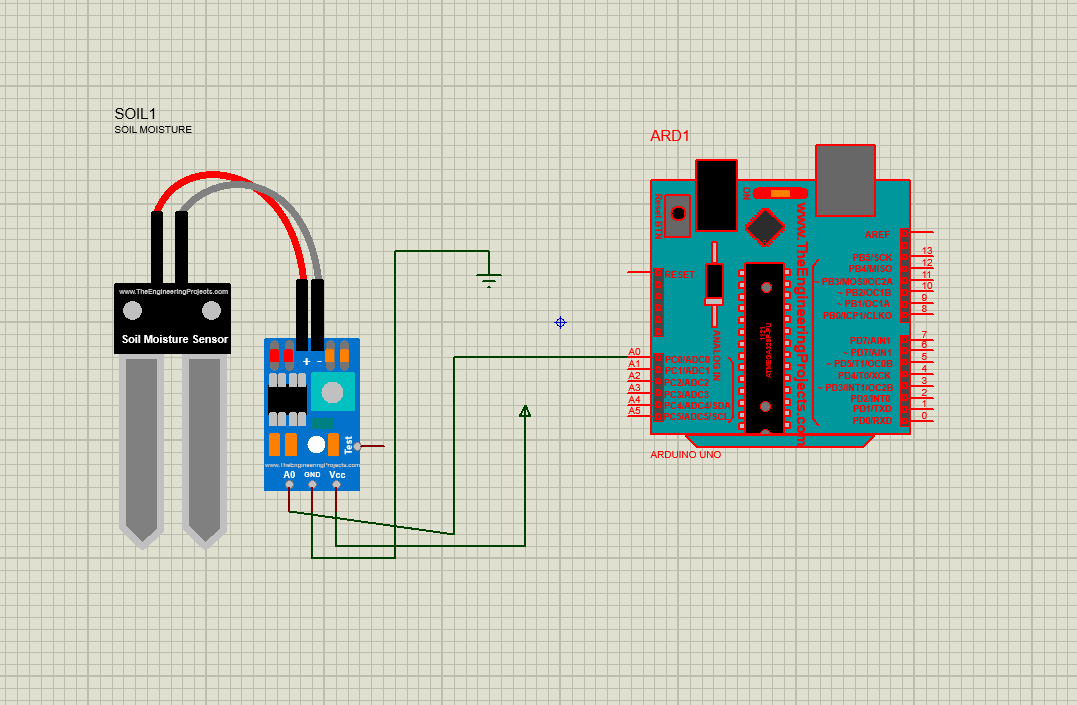 SOIL1
SOIL MOISTURE
www.TheEngineeringProjects.com
Soil Moisture Sensor
+ -
Test
www.TheEngineeringProjects.com
A0 GND Vcc
ARD1
Reset BTN
ON
www.TheEngineeringProjects.com
RESET
ANALOG IN
1121
A0
A1
A2
A3
A4
A5
PC0/ADC0
PC1/ADC1
PC2/ADC2
PC3/ADC3
PC4/ADC4/SDA
PC5/ADC5/SCL
AREF
PB5/SCK 13
PB4/MISO 12
~ PB3/MOSI/OC2A 11
~ PB2/OC1B 10
~ PB1/OC1A 9
PB0/ICP1/CLKO 8
PD7/AIN1 7
~ PD7/AIN1 6
~ PD5/T1/OC0B 5
PD4/T0/XCK 4
~ PD3/INT1/OC2B 3
PD2/INT0 2
PD1/TXD 1
PD0/RXD 0
ARDUINO UNO